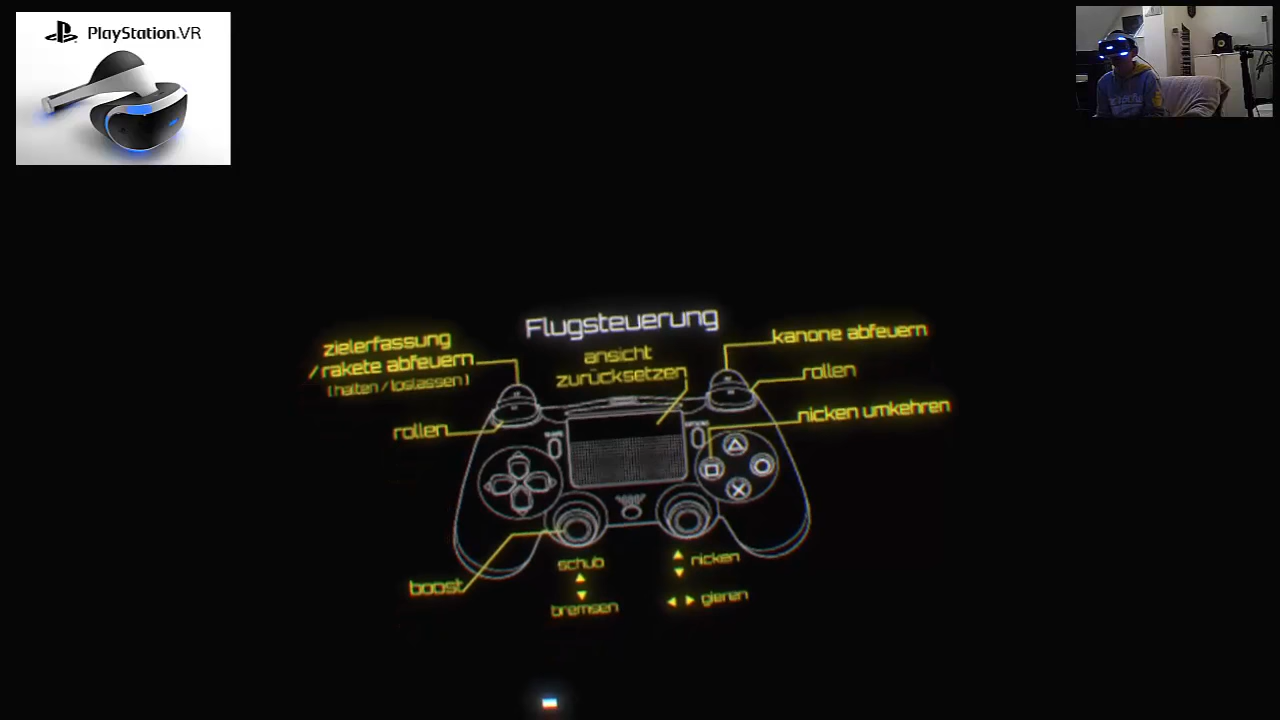 PlayStation.VR
Flugsteuerung
zielerfassung
/ rakete abfeuern
(halten / loslassen)
ansicht
zurücksetzen
kanone abfeuern
rollen
nicken umkehren
rollen
boost
schub
bremsen
nicken
gieren